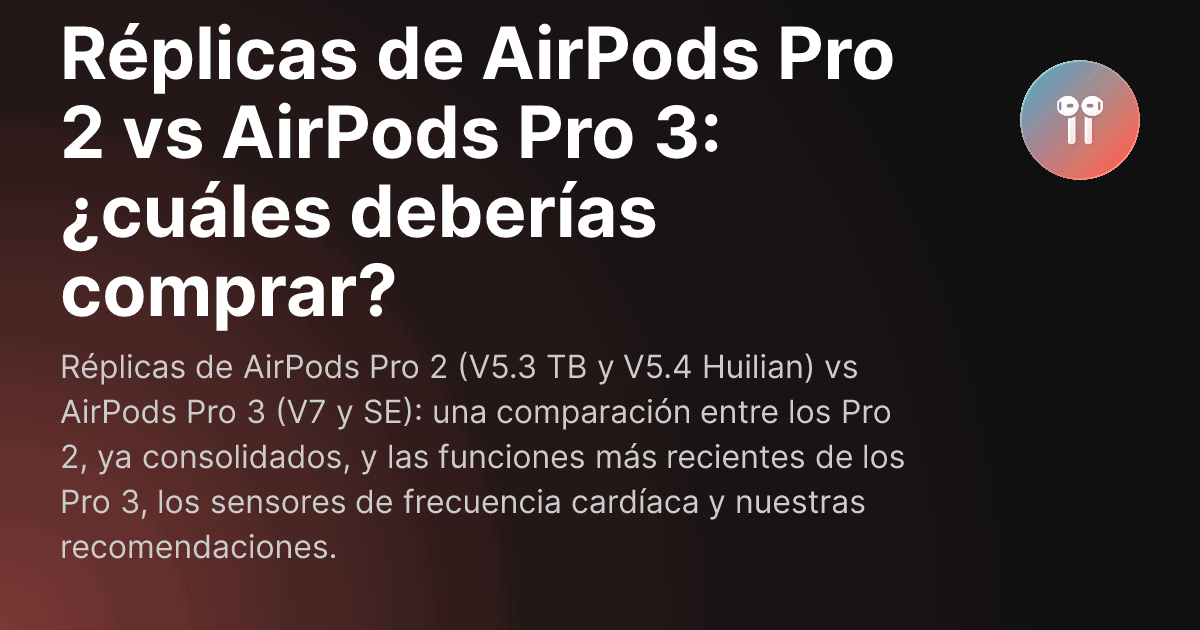 Réplicas de AirPods Pro
2 vs AirPods Pro 3:
¿cuáles deberías
comprar?
Réplicas de AirPods Pro 2 (V5.3 TB y V5.4 Huilian) vs
AirPods Pro 3 (V7 y SE): una comparación entre los Pro
2, ya consolidados, y las funciones más recientes de los
Pro 3, los sensores de frecuencia cardíaca y nuestras
recomendaciones.